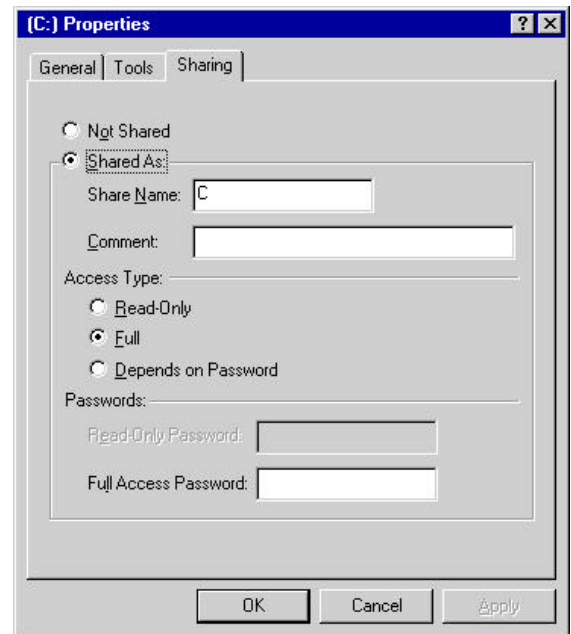 (C:) Properties
General Tools Sharing
Not Shared
Shared As:
Share Name: C
Comment:
Access Type:
Read-Only
Full
Depends on Password
Passwords:
Read-Only Password:
Full Access Password:
OK Cancel Apply